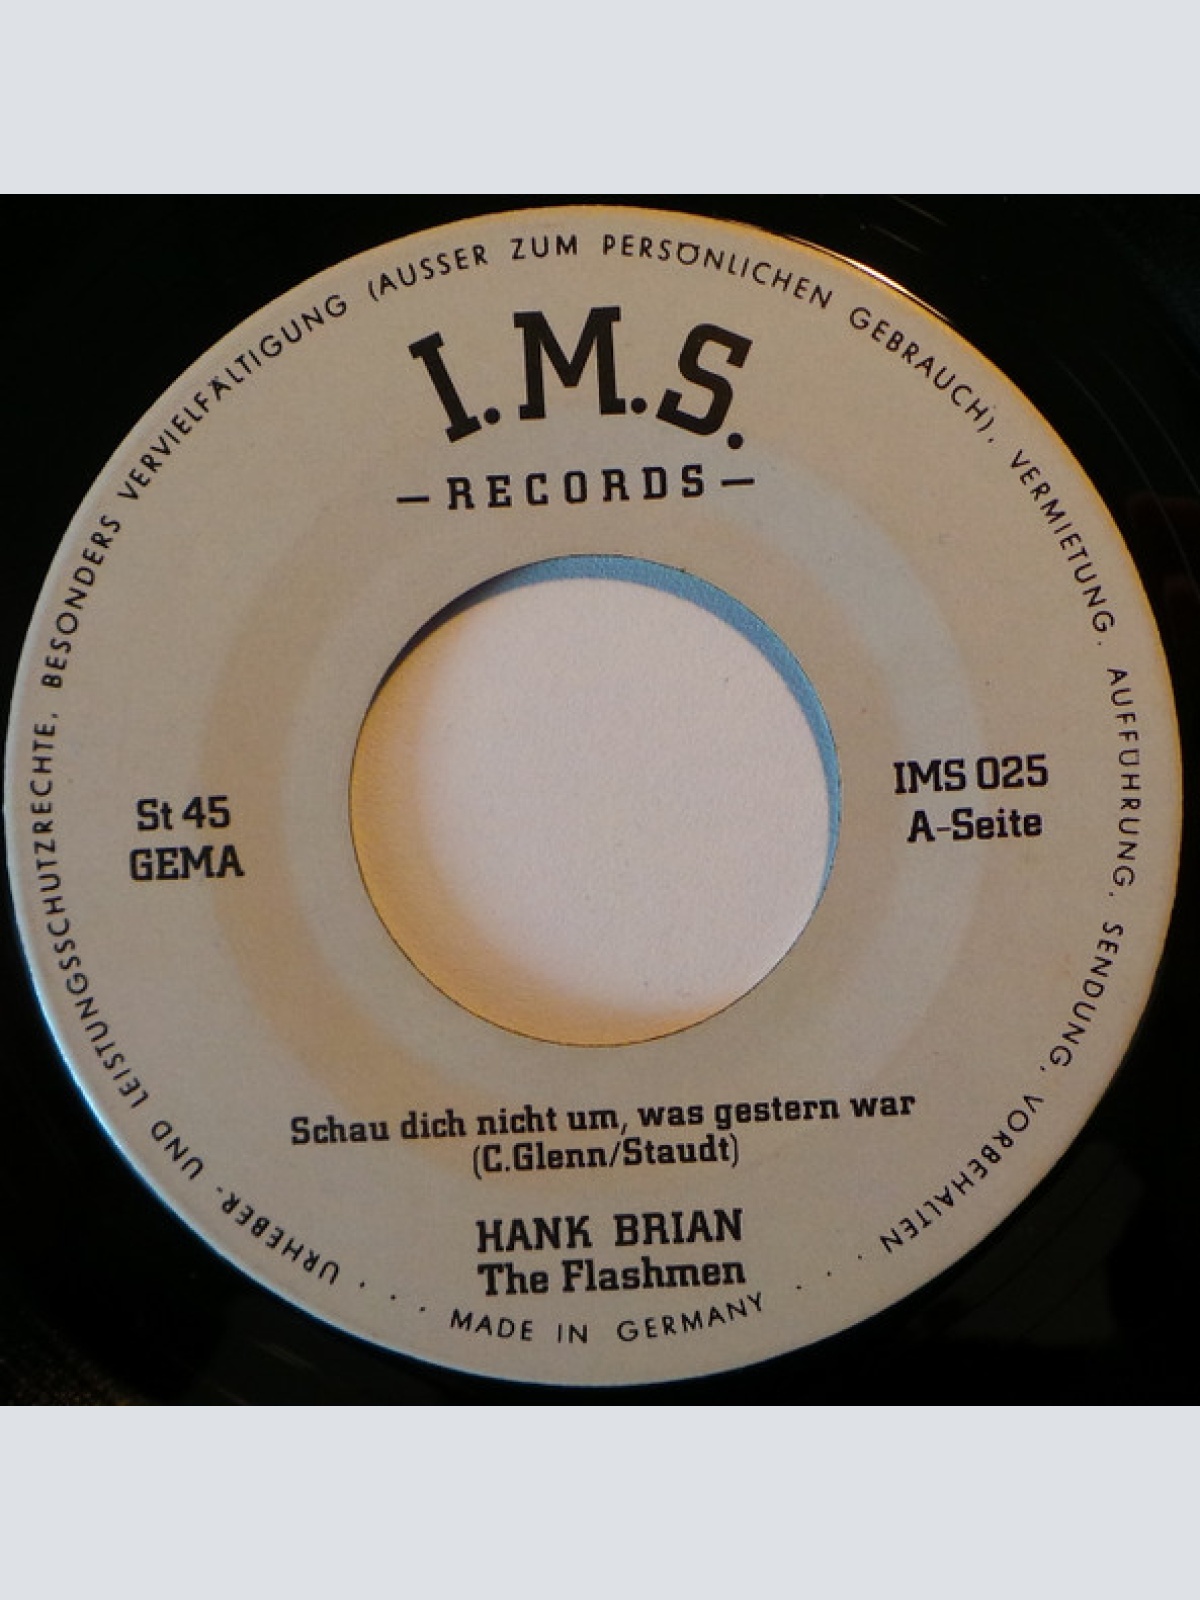 I.M.S.
– RECORDS –
St 45
GEMA
IMS 025
A-Seite
Schau dich nicht um, was gestern war
(C.Glenn/Staudt)
HANK BRIAN
The Flashmen
. . . URHEBER- UND LEISTUNGSSCHUTZRECHTE, BESONDERS VERVIELFÄLTIGUNG (AUSSER ZUM PERSÖNLICHEN GEBRAUCH), VERMIETUNG, AUFFÜHRUNG, SENDUNG, VORBEHALTEN . . .
MADE IN GERMANY